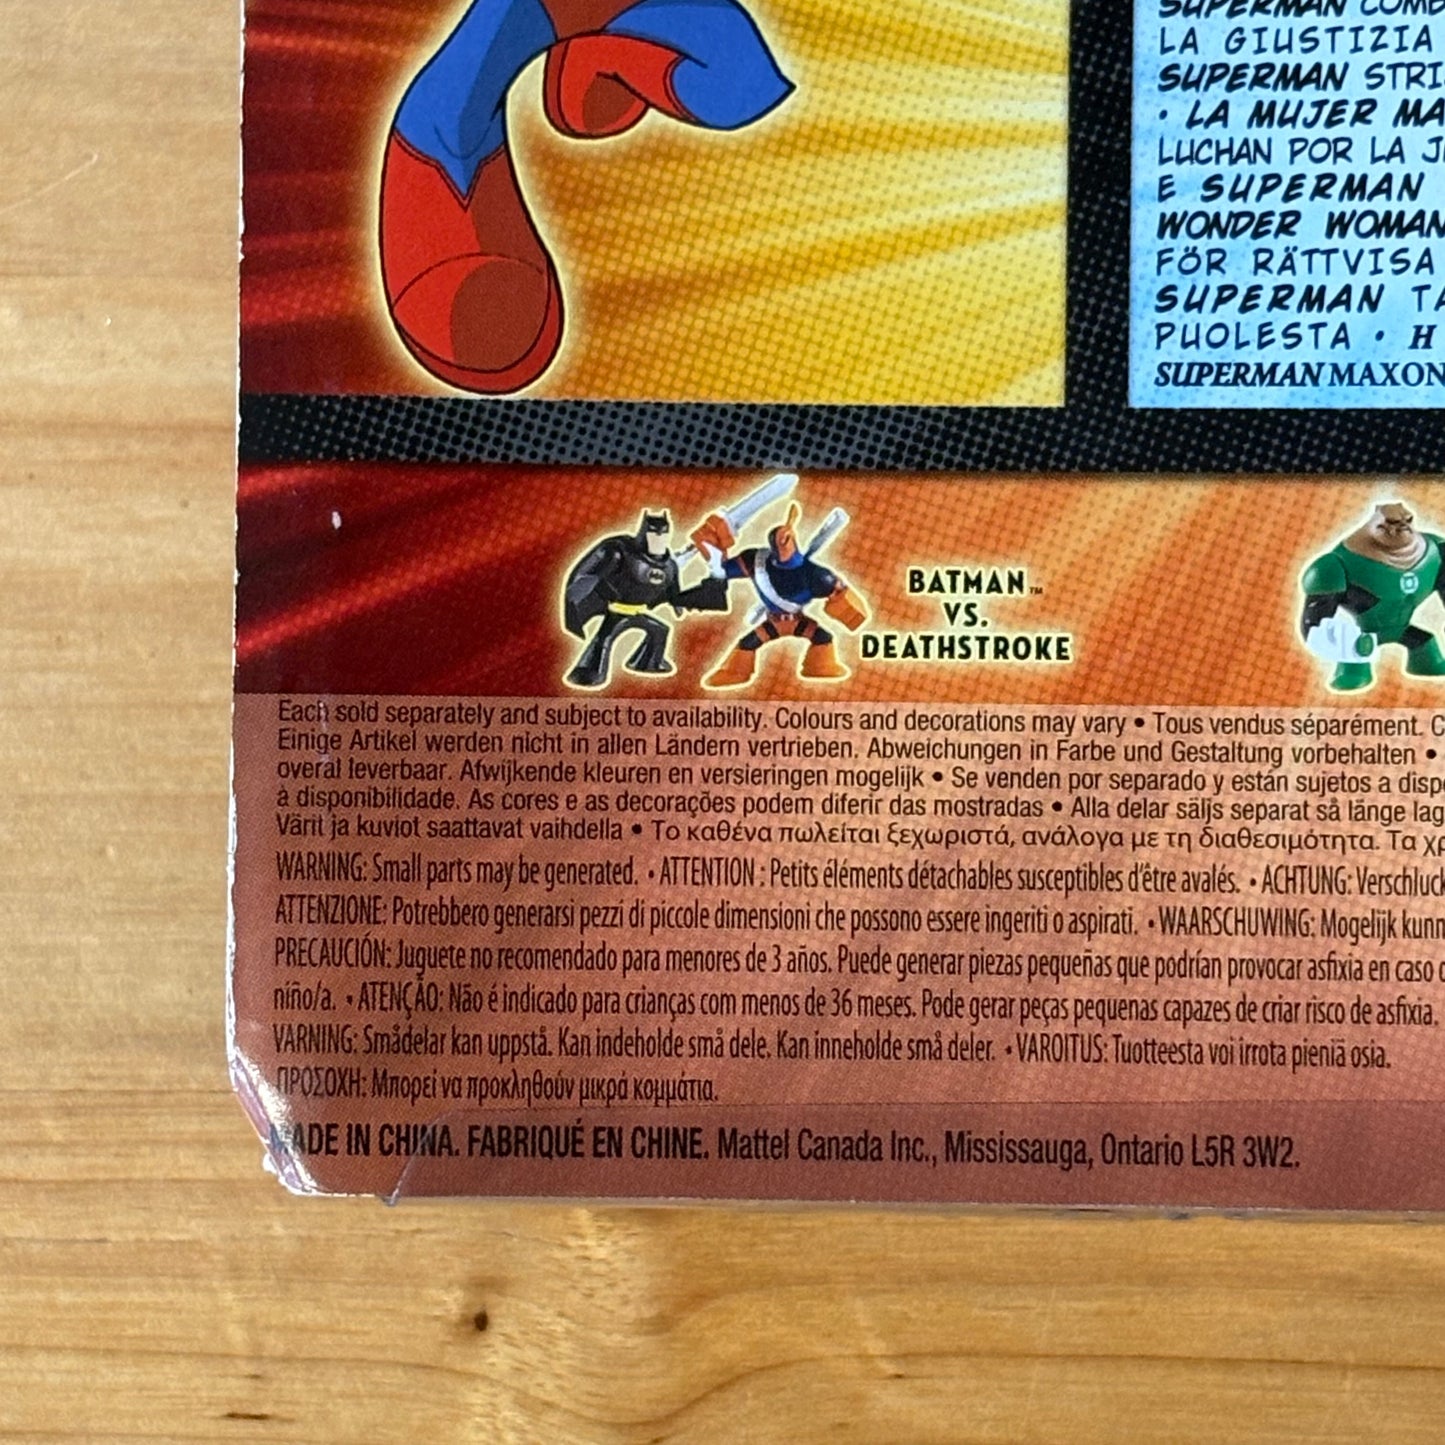 SUPERMAN
LA GIUSTIZIA
SUPERMAN
• LA MUJER
LUCHAN POR LA
E SUPERMAN
WONDER WOMAN
FÖR RÄTTVISA
SUPERMAN
PUOLESTA • H
SUPERMAN
BATMAN™
VS.
DEATHSTROKE
Each sold separately and subject to availability. Colours and decorations may vary • Tous vendus séparément.
Einige Artikel werden nicht in allen Ländern vertrieben. Abweichungen in Farbe und Gestaltung vorbehalten •
overal leverbaar. Afwijkende kleuren en versieringen mogelijk • Se venden por separado y están sujetos a
à disponibilidade. As cores e as decorações podem diferir das mostradas • Alla delar säljs separat så länge
Värit ja kuviot saattavat vaihdella • Το καθένα πωλείται ξεχωριστά, ανάλογα με τη διαθεσιμότητα. Τα
WARNING: Small parts may be generated. • ATTENTION : Petits éléments détachables susceptibles d'être avalés. • ACHTUNG:
ATTENZIONE: Potrebbero generarsi pezzi di piccole dimensioni che possono essere ingeriti o aspirati. • WAARSCHUWING: Mogelijk
PRECAUCIÓN: Juguete no recomendado para menores de 3 años. Puede generar piezas pequeñas que podrían provocar asfixia en caso
niño/a. • ATENÇÃO: Não é indicado para crianças com menos de 36 meses. Pode gerar peças pequenas capazes de criar risco de asfixia.
VARNING: Smådelar kan uppstå. Kan indeholde små dele. Kan inneholde små deler. • VAROITUS: Tuotteesta voi irrota pieniä osia.
ΠΡΟΣΟΧΗ: Μπορεί να προκληθούν μικρά κομμάτια.
MADE IN CHINA. FABRIQUÉ EN CHINE. Mattel Canada Inc., Mississauga, Ontario L5R 3W2.